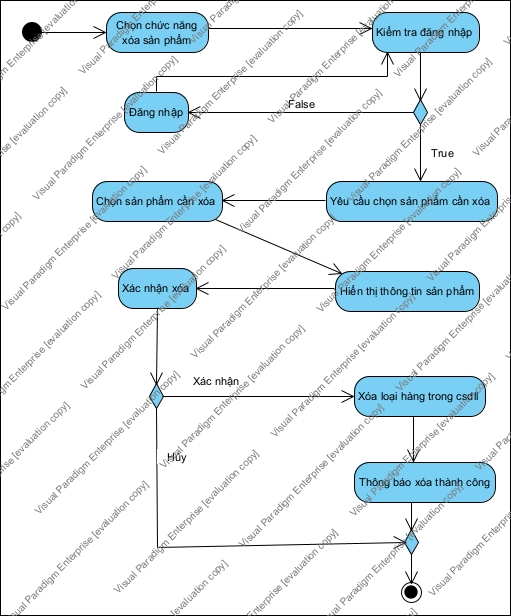 Chọn chức năng
xóa sản phẩm
Kiểm tra đăng nhập
Đăng nhập
False
True
Chọn sản phẩm cần xóa
Yêu cầu chọn sản phẩm cần xóa
Xác nhận xóa
Hiển thị thông tin sản phẩm
Xác nhận
Xóa loại hàng trong csdll
Hủy
Thông báo xóa thành công
Visual Paradigm Enterprise [evaluation copy]